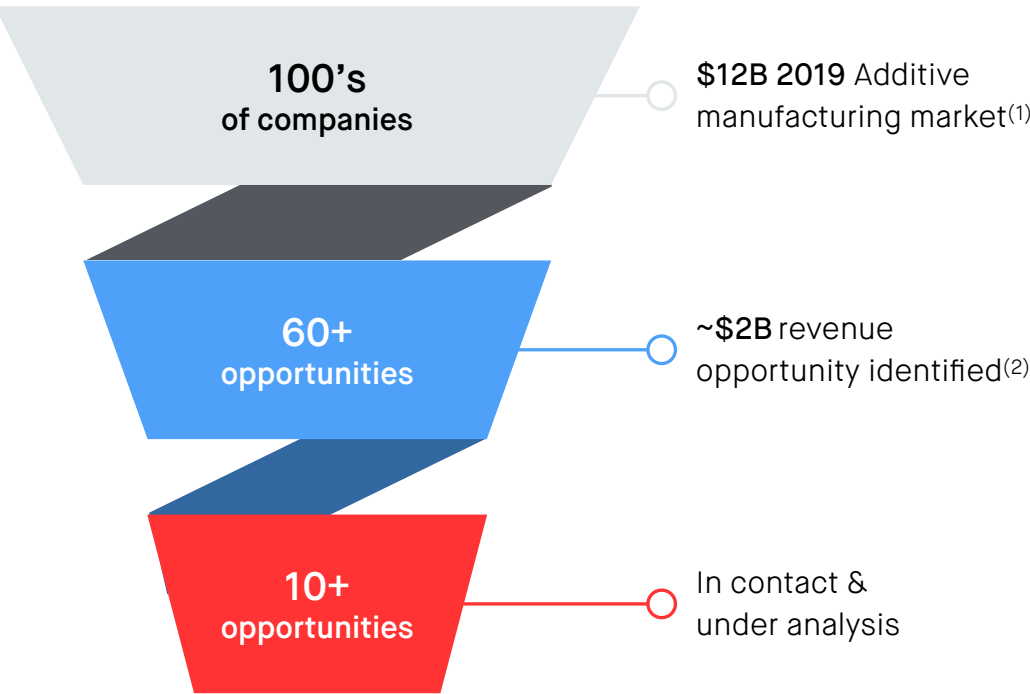 100's
of companies
$12B 2019 Additive
manufacturing market(1)
60+
opportunities
~$2B revenue
opportunity identified(2)
10+
opportunities
In contact &
under analysis